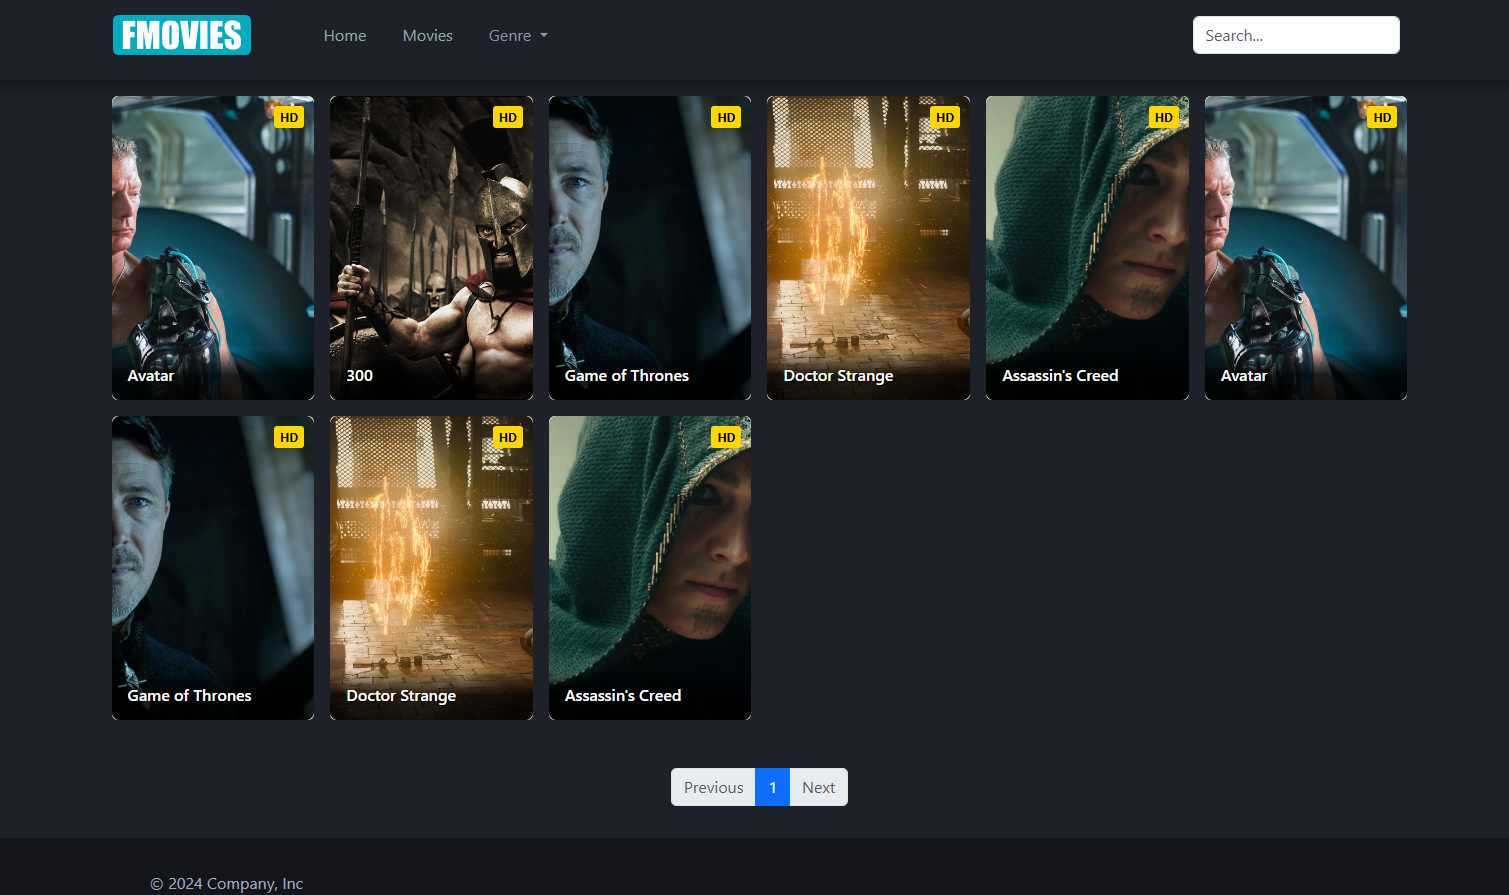 FMOVIES Home Movies Genre Search...
HD HD HD HD HD HD
Avatar 300 Game of Thrones Doctor Strange Assassin's Creed Avatar
HD HD HD
Game of Thrones Doctor Strange Assassin's Creed
Previous 1 Next
© 2024 Company, Inc